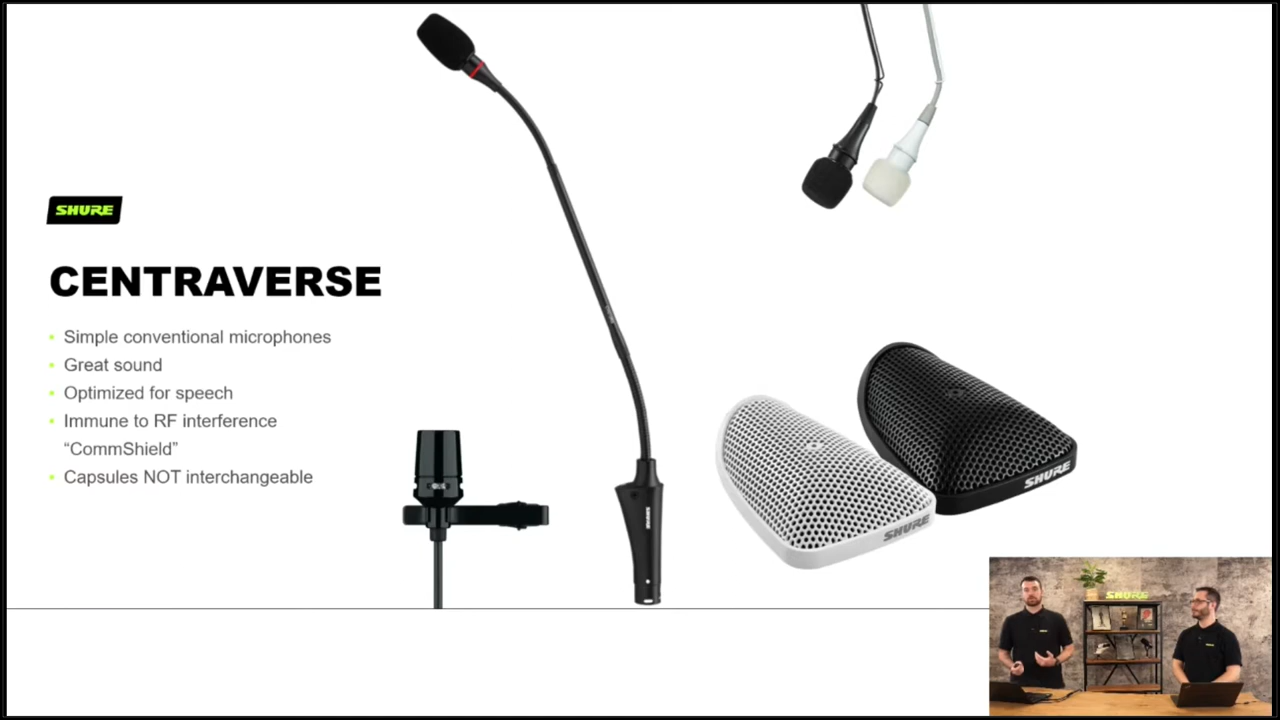 SHURE
CENTRAVERSE
Simple conventional microphones
Great sound
Optimized for speech
Immune to RF interference
“CommShield”
Capsules NOT interchangeable
SHURE
SHURE
SHURE
SHURE